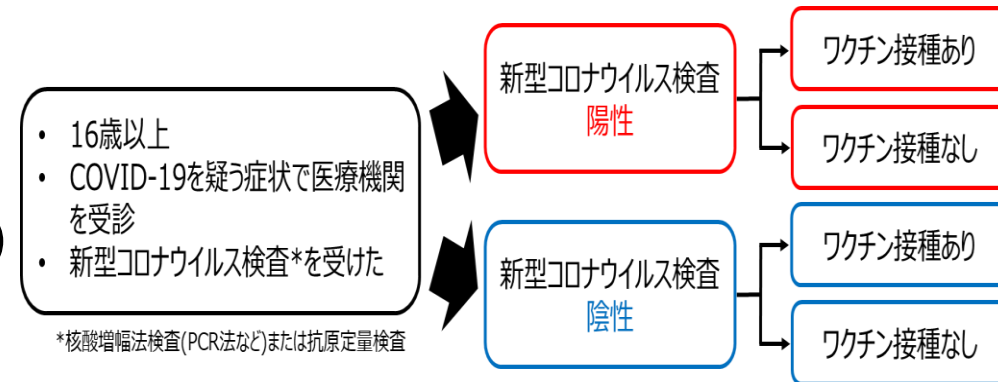 • 16歳以上
• COVID-19を疑う症状で医療機関
を受診
• 新型コロナウイルス検査*を受けた
*核酸増幅法検査(PCR法など)または抗原定量検査
新型コロナウイルス検査
陽性
ワクチン接種あり
ワクチン接種なし
新型コロナウイルス検査
陰性
ワクチン接種あり
ワクチン接種なし